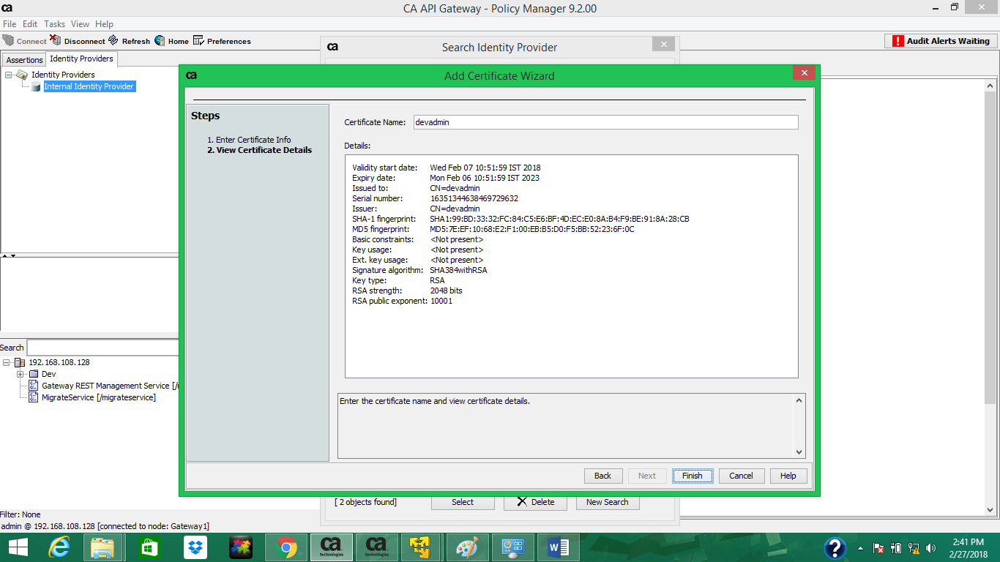 ca
CA API Gateway - Policy Manager 9.2.00
File Edit Tasks View Help
Connect Disconnect Refresh Home Preferences
Audit Alerts Waiting
Assertions Identity Providers
Identity Providers
Internal Identity Provider
ca Search Identity Provider
ca Add Certificate Wizard
Steps
1. Enter Certificate Info
2. View Certificate Details
Certificate Name: devadmin
Details:
Validity start date: Wed Feb 07 10:51:59 IST 2018
Expiry date: Mon Feb 06 10:51:59 IST 2023
Issued to: CN=devadmin
Serial number: 16351344638469729632
Issuer: CN=devadmin
SHA-1 fingerprint: SHA1:99:BD:33:32:FC:84:C5:E6:BF:4D:EC:E0:8A:B4:F9:BE:91:8A:28:CB
MD5 fingerprint: MD5:7E:EF:10:68:E2:F1:00:EB:B5:D0:F5:BB:52:23:6F:0C
Basic constraints: <Not present>
Key usage: <Not present>
Ext. key usage: <Not present>
Signature algorithm: SHA384withRSA
Key type: RSA
RSA strength: 2048 bits
RSA public exponent: 10001
Enter the certificate name and view certificate details.
Back Next Finish Cancel Help
[ 2 objects found] Select Delete New Search
Search
192.168.108.128
Dev
Gateway REST Management Service [/
MigrateService [/migrateservice]
Filter: None
admin @ 192.168.108.128 [connected to node: Gateway1]
ca technologies
ca technologies
2:41 PM
2/27/2018